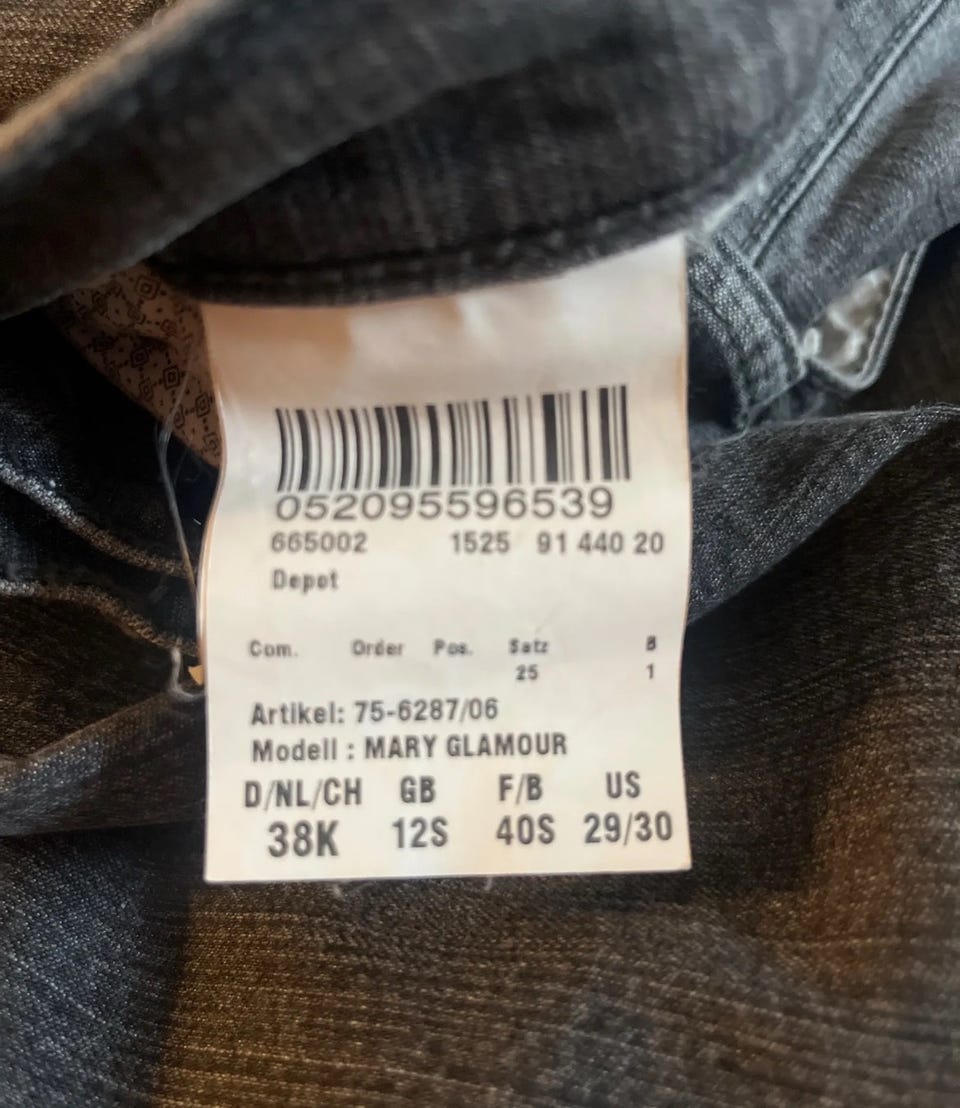 052095596539
665002 1525 91 440 20
Depot
Com. Order Pos. Satz B
25 1
Artikel: 75-6287/06
Modell : MARY GLAMOUR
D/NL/CH GB F/B US
38K 12S 40S 29/30